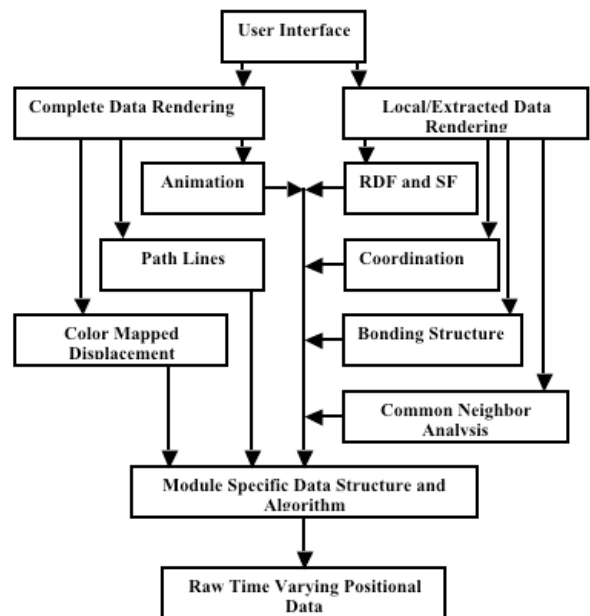 User Interface
Complete Data Rendering
Local/Extracted Data
Rendering
Animation
RDF and SF
Path Lines
Coordination
Color Mapped
Displacement
Bonding Structure
Common Neighbor
Analysis
Module Specific Data Structure and
Algorithm
Raw Time Varying Positional
Data